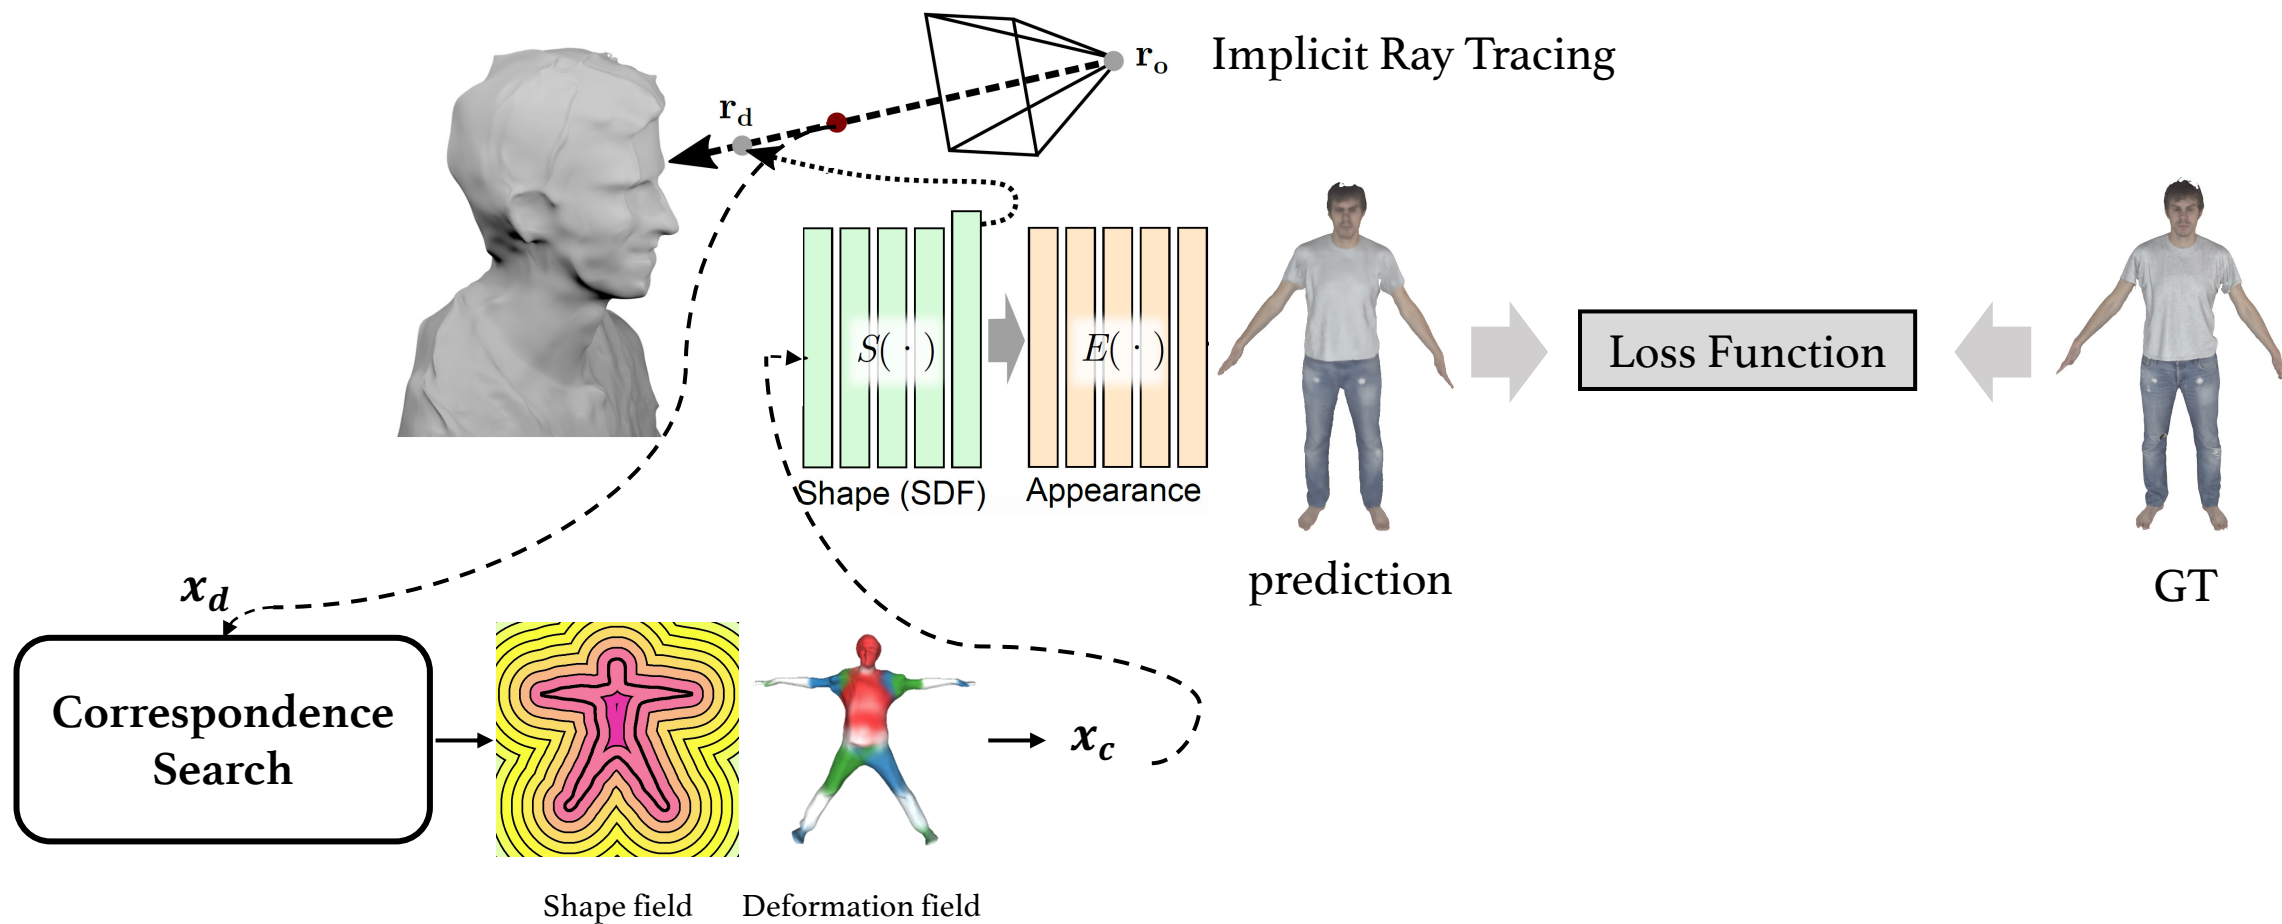 r_o Implicit Ray Tracing
r_d
S( · )
E( · )
Loss Function
Shape (SDF)
Appearance
prediction
GT
x_d
Correspondence
Search
x_c
Shape field
Deformation field